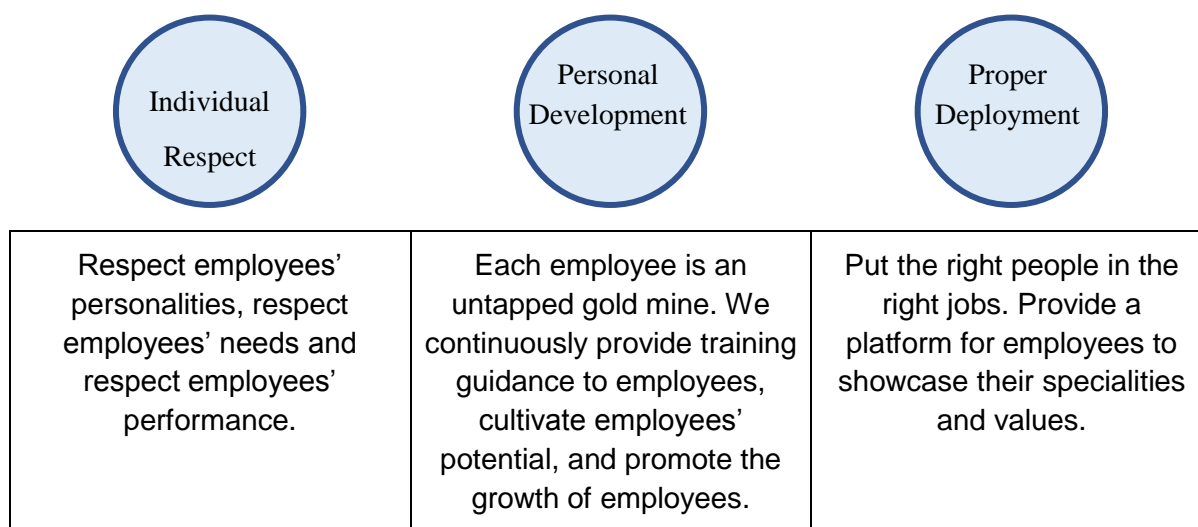 Individual
Respect
Personal
Development
Proper
Deployment
Respect employees’
personalities, respect
employees’ needs and
respect employees’
performance.
Each employee is an
untapped gold mine. We
continuously provide training
guidance to employees,
cultivate employees’
potential, and promote the
growth of employees.
Put the right people in the
right jobs. Provide a
platform for employees to
showcase their specialities
and values.